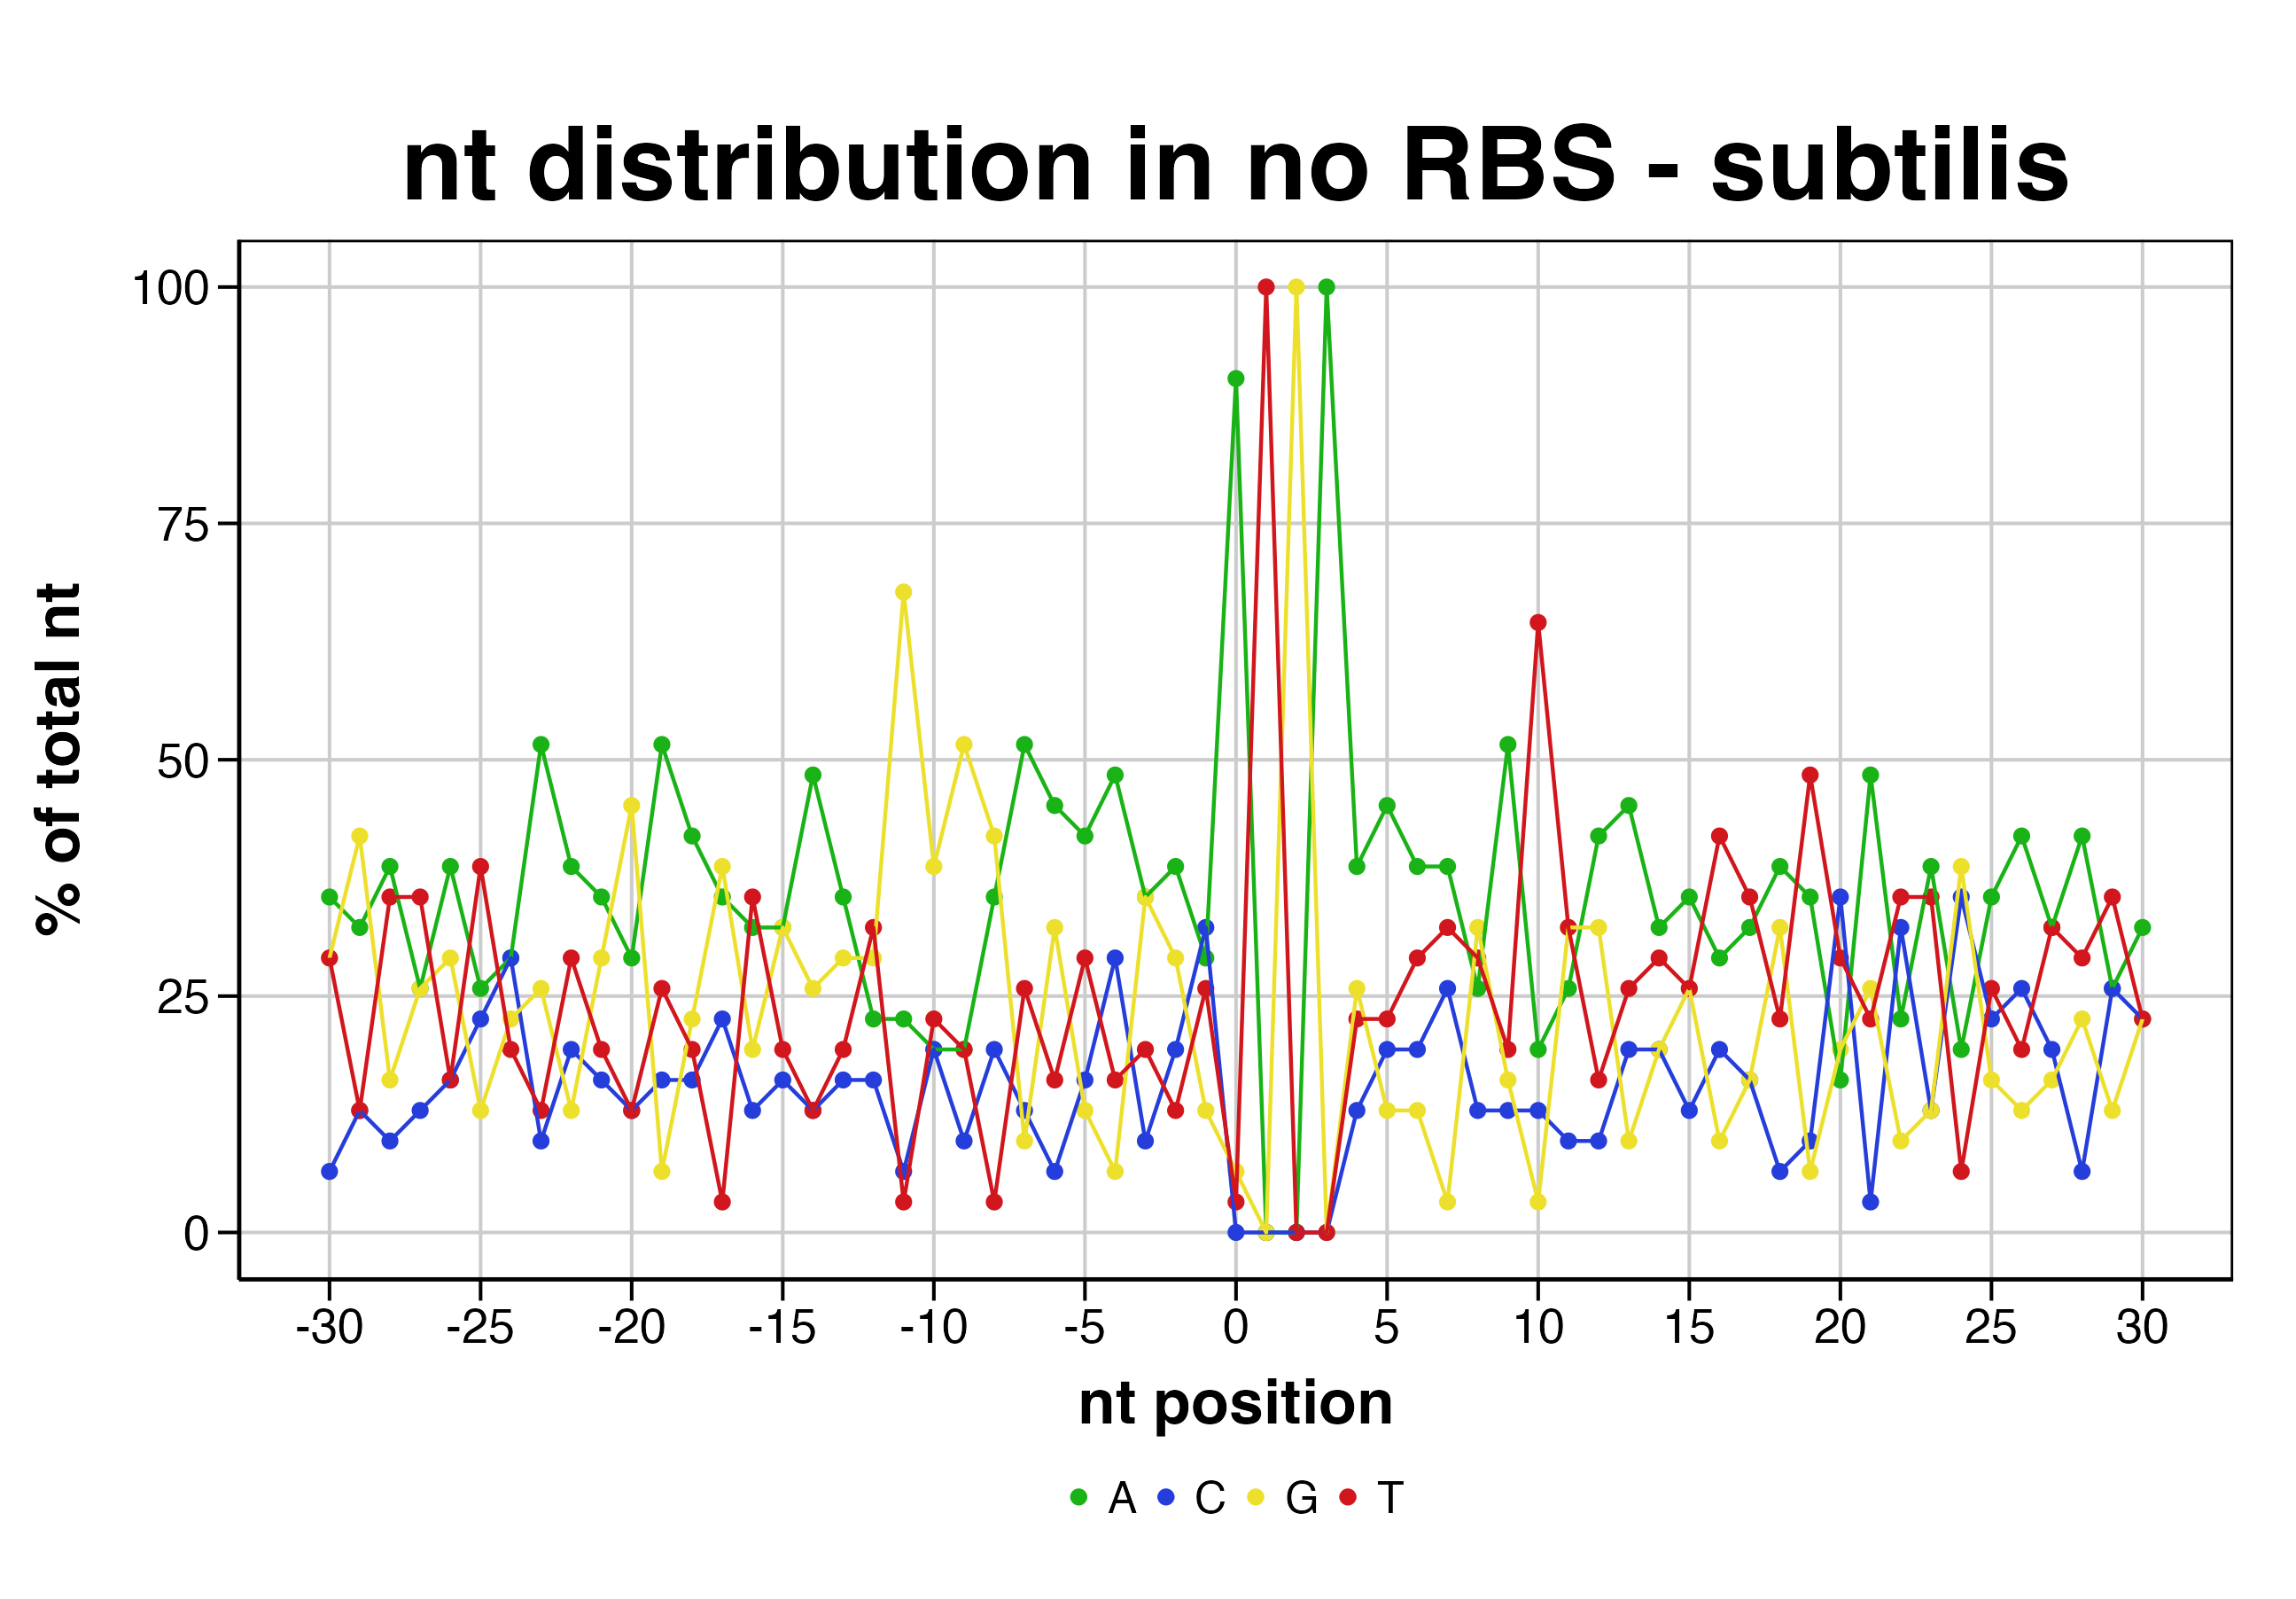 nt distribution in no RBS - subtilis
% of total nt
100
75
50
25
0
-30 -25 -20 -15 -10 -5 0 5 10 15 20 25 30
nt position
A C G T